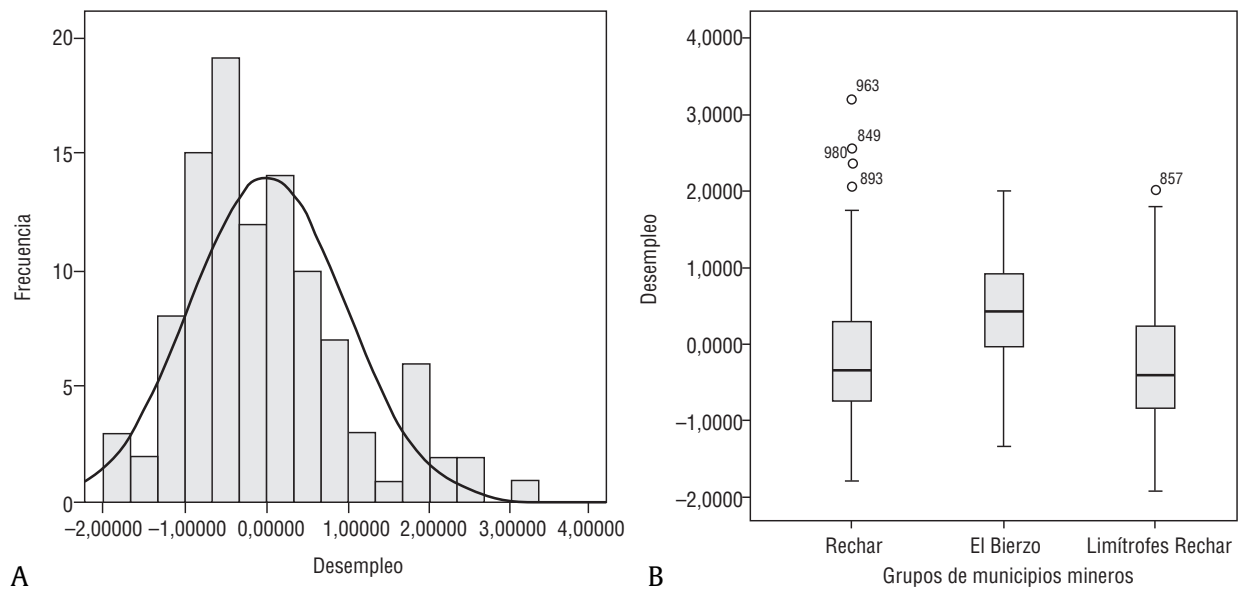 20
15
10
5
0
Frecuencia
–2,00000 –1,00000 0,00000 1,00000 2,00000 3,00000 4,00000
Desempleo
A
4,0000
3,0000
2,0000
1,0000
0,0000
–1,0000
–2,0000
Desempleo
963
849
980
893
857
Rechar El Bierzo Limítrofes Rechar
Grupos de municipios mineros
B